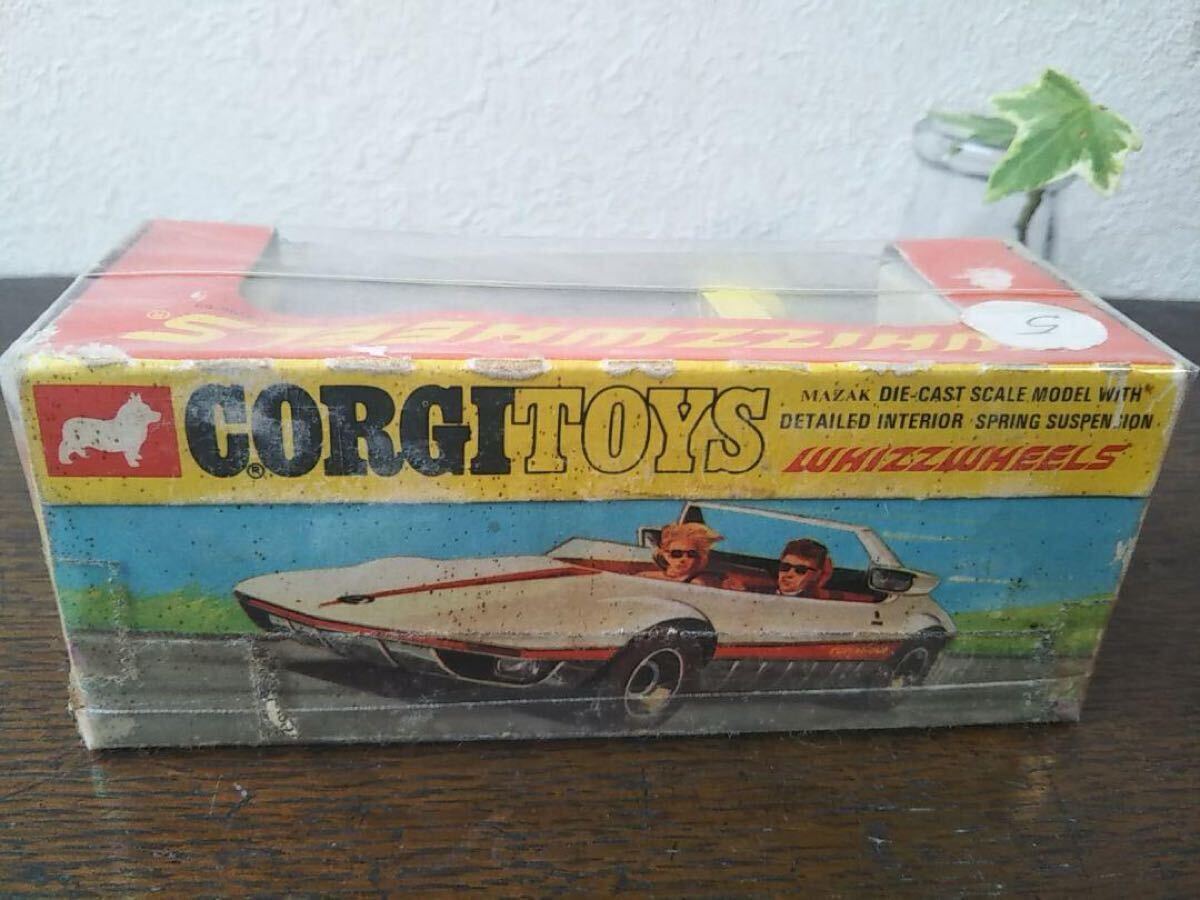 WHIZZWHEELS®
5
CORGI TOYS
®
MAZAK DIE-CAST SCALE MODEL WITH
DETAILED INTERIOR SPRING SUSPENSION
WHIZZWHEELS